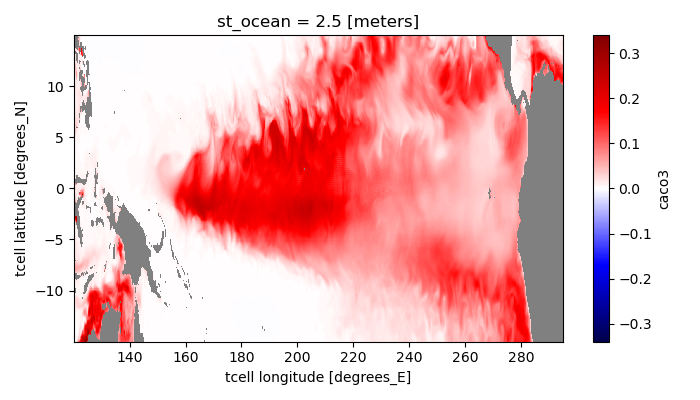 st_ocean = 2.5 [meters]
tcell latitude [degrees_N]
10
5
0
−5
−10
140 160 180 200 220 240 260 280
tcell longitude [degrees_E]
0.3
0.2
0.1
0.0
−0.1
−0.2
−0.3
caco3